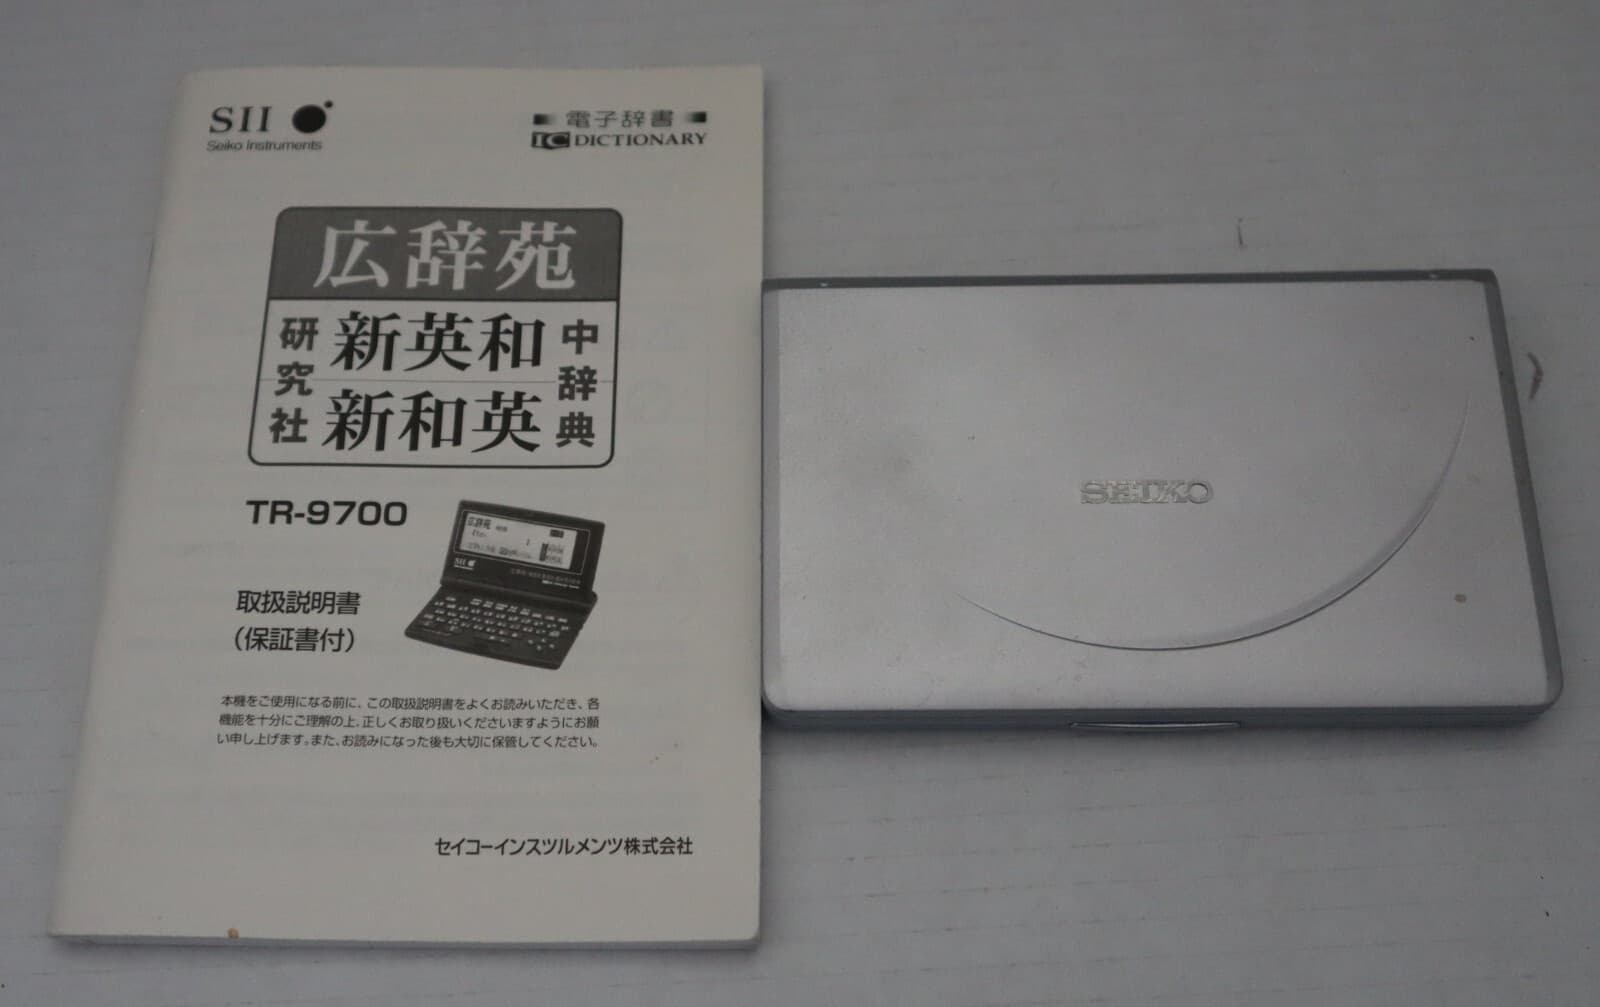 SII
Seiko Instruments
電子辞書
IC DICTIONARY
広辞苑
研究社
新英和
新和英
中辞典
TR-9700
広辞苑
SII
取扱説明書
(保証書付)
本機をご使用になる前に、この取扱説明書をよくお読みいただき、各
機能を十分にご理解の上、正しくお取り扱いくださいますようにお願
い申し上げます。また、お読みになった後も大切に保管してください。
セイコーインスツルメンツ株式会社
SEIKO